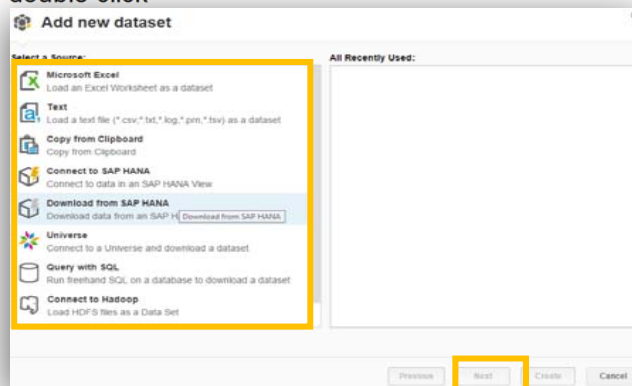 double-click
Add new dataset
Select a Source:
All Recently Used:
Microsoft Excel
Load an Excel Worksheet as a dataset
Text
Load a text file (*.csv,*.txt,*.log,*.prn,*.tsv) as a dataset
Copy from Clipboard
Copy from Clipboard
Connect to SAP HANA
Connect to data in an SAP HANA View
Download from SAP HANA
Download data from an SAP H Download from SAP HANA
Universe
Connect to a Universe and download a dataset
Query with SQL
Run freehand SQL on a database to download a dataset
Connect to Hadoop
Load HDFS files as a Data Set
Previous Next Create Cancel